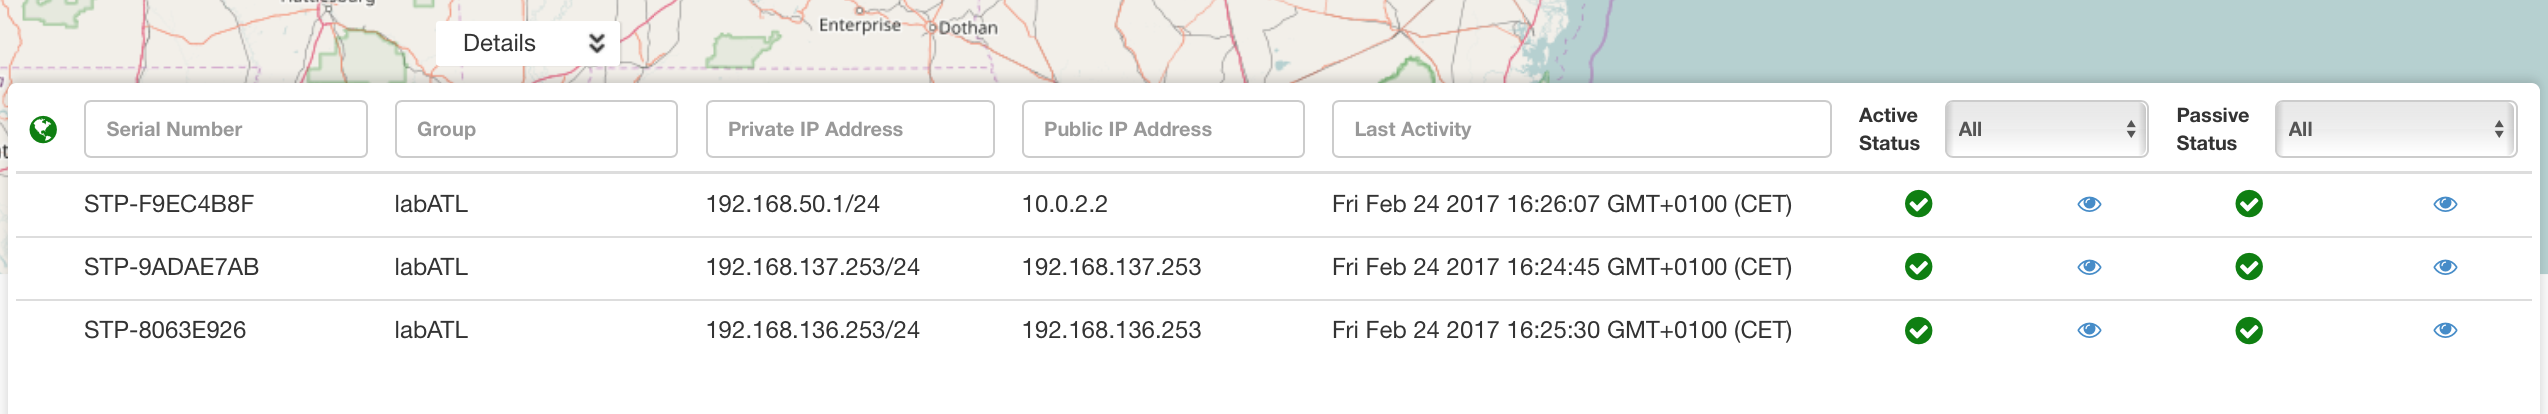 Enterprise
Dothan
Details
Serial Number Group Private IP Address Public IP Address Last Activity Active Status All Passive Status All
STP-F9EC4B8F labATL 192.168.50.1/24 10.0.2.2 Fri Feb 24 2017 16:26:07 GMT+0100 (CET)
STP-9ADAE7AB labATL 192.168.137.253/24 192.168.137.253 Fri Feb 24 2017 16:24:45 GMT+0100 (CET)
STP-8063E926 labATL 192.168.136.253/24 192.168.136.253 Fri Feb 24 2017 16:25:30 GMT+0100 (CET)